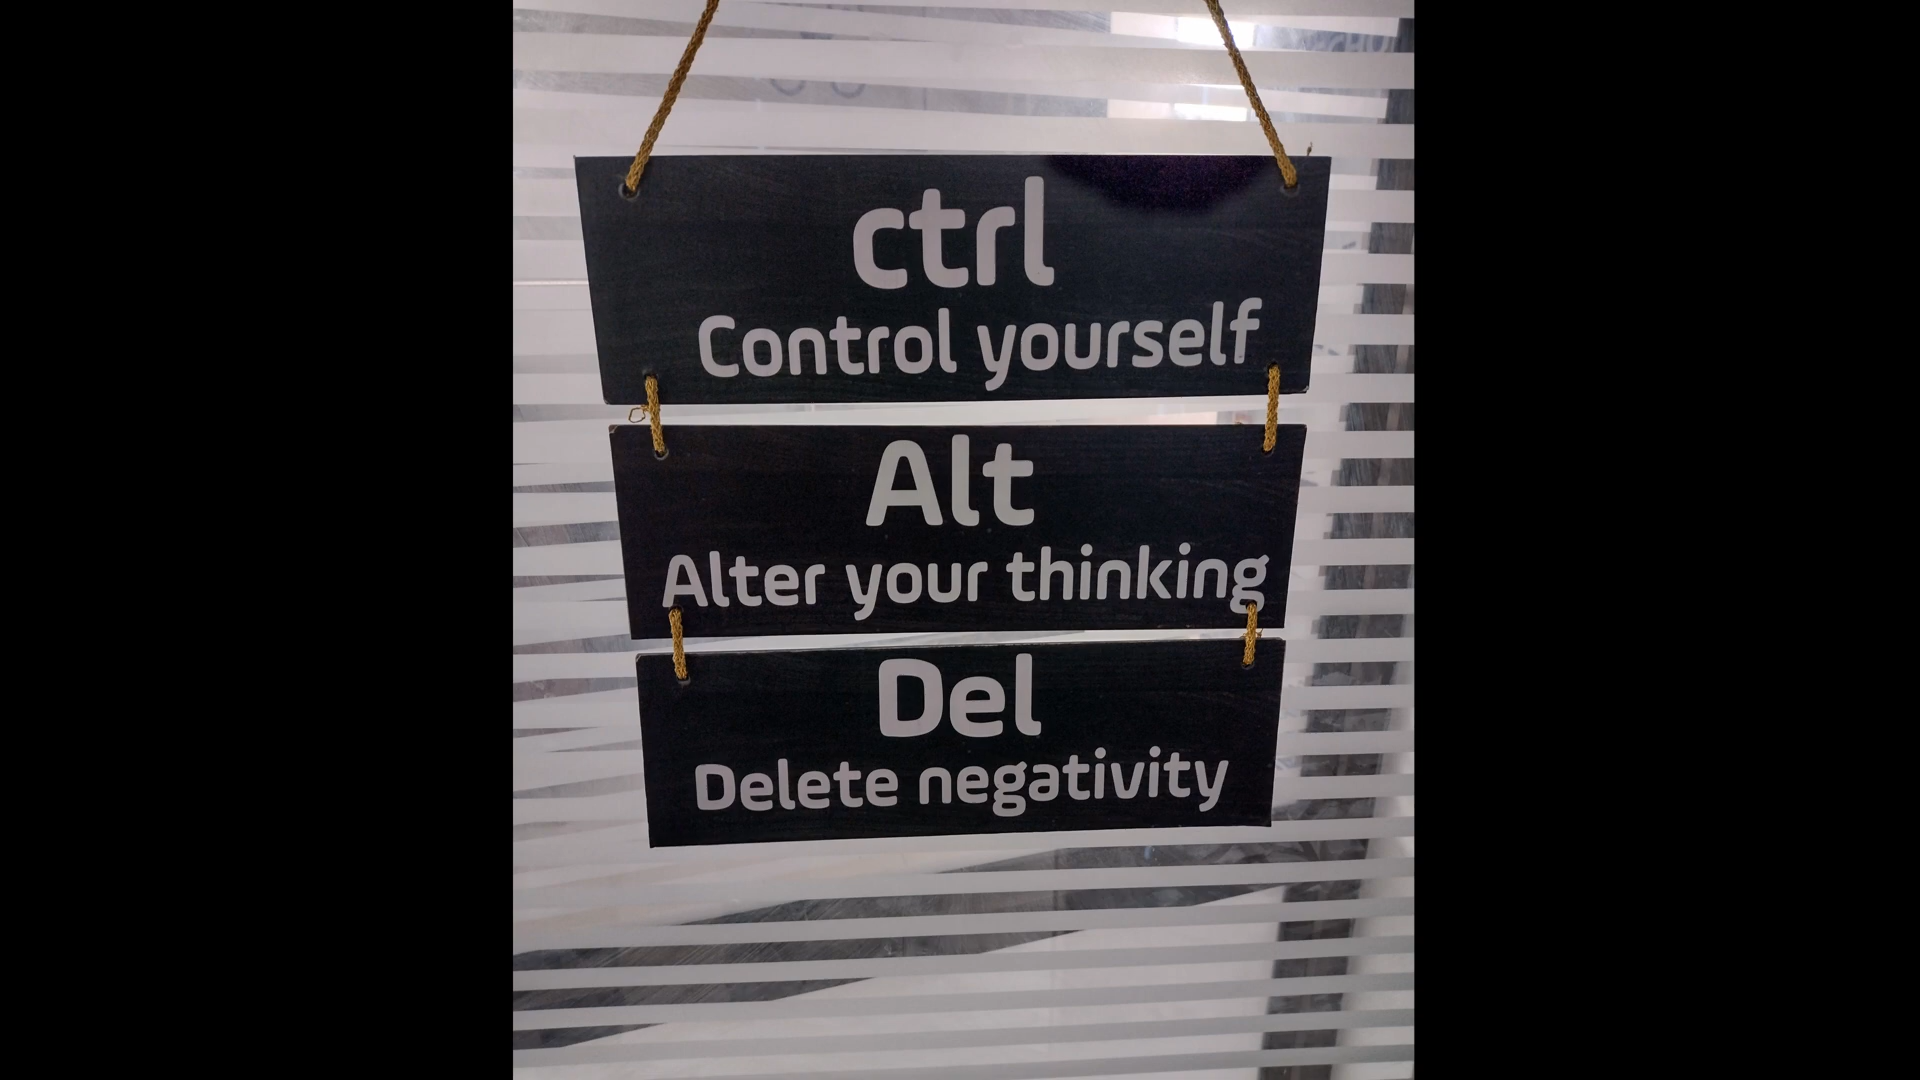 ctrl
Control yourself
Alt
Alter your thinking
Del
Delete negativity